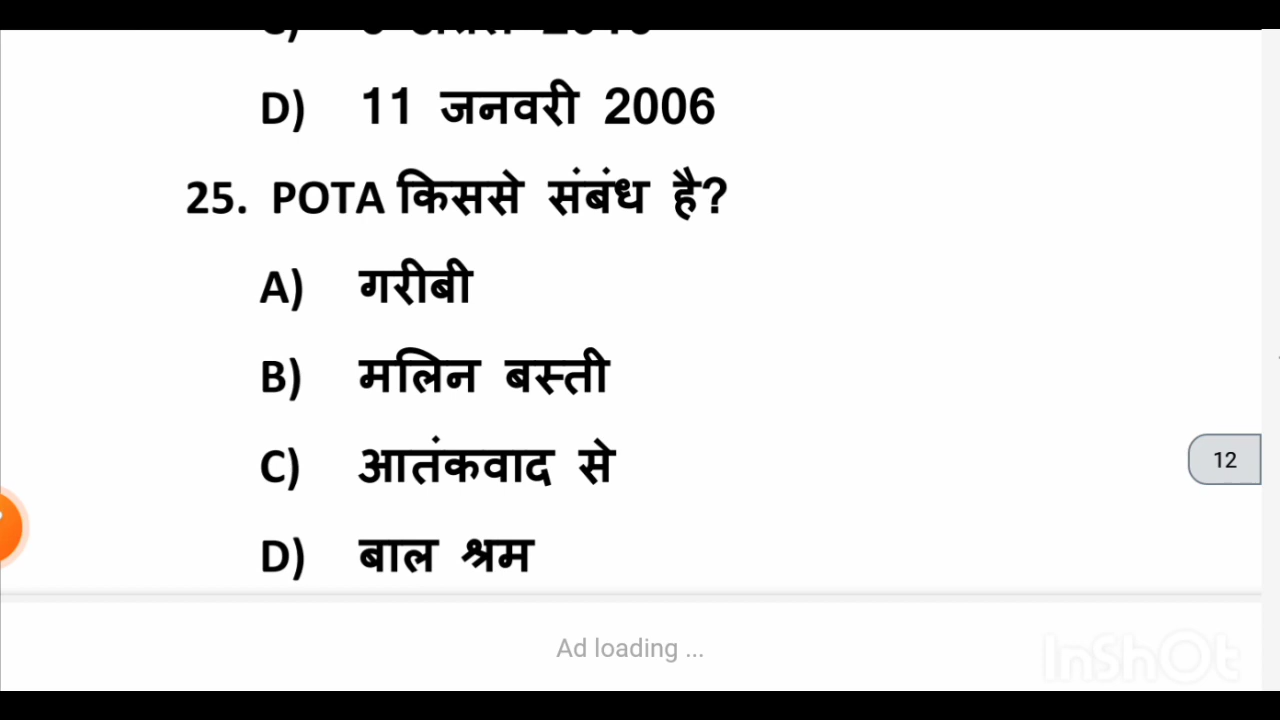 D) 11 जनवरी 2006
25. POTA किससे संबंध है?
A) गरीबी
B) मलिन बस्ती
C) आतंकवाद से
12
D) बाल श्रम
Ad loading ...
InShOt